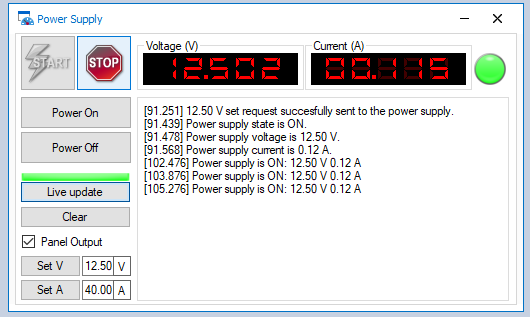 Power Supply
START
STOP
Voltage (V)
12.502
Current (A)
00.115
Power On
Power Off
Live update
Clear
Panel Output
Set V 12.50 V
Set A 40.00 A
[91.251] 12.50 V set request succesfully sent to the power supply.
[91.439] Power supply state is ON.
[91.478] Power supply voltage is 12.50 V.
[91.568] Power supply current is 0.12 A.
[102.476] Power supply is ON: 12.50 V 0.12 A
[103.876] Power supply is ON: 12.50 V 0.12 A
[105.276] Power supply is ON: 12.50 V 0.12 A